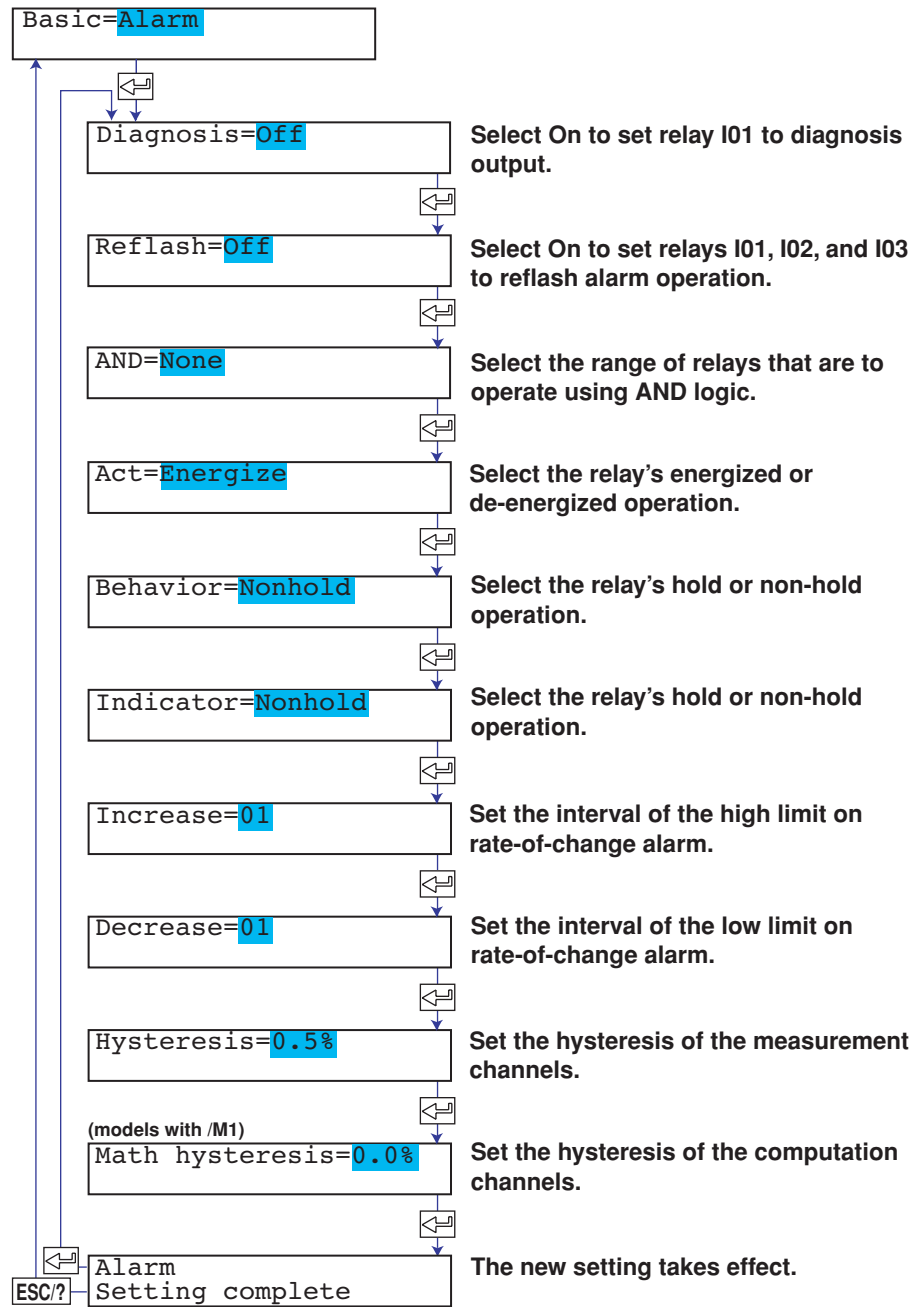 Basic=Alarm
Diagnosis=Off
Select On to set relay I01 to diagnosis
output.
Reflash=Off
Select On to set relays I01, I02, and I03
to reflash alarm operation.
AND=None
Select the range of relays that are to
operate using AND logic.
Act=Energize
Select the relay’s energized or
de-energized operation.
Behavior=Nonhold
Select the relay’s hold or non-hold
operation.
Indicator=Nonhold
Select the relay’s hold or non-hold
operation.
Increase=01
Set the interval of the high limit on
rate-of-change alarm.
Decrease=01
Set the interval of the low limit on
rate-of-change alarm.
Hysteresis=0.5%
Set the hysteresis of the measurement
channels.
(models with /M1)
Math hysteresis=0.0%
Set the hysteresis of the computation
channels.
Alarm
Setting complete
The new setting takes effect.
ESC/?